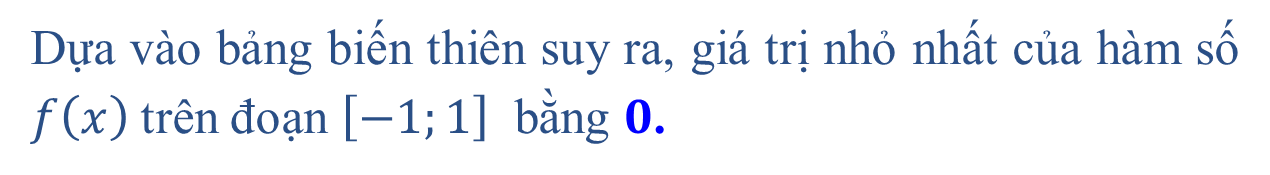 Dựa vào bảng biến thiên suy ra, giá trị nhỏ nhất của hàm số
f(x) trên đoạn [−1; 1] bằng 0.